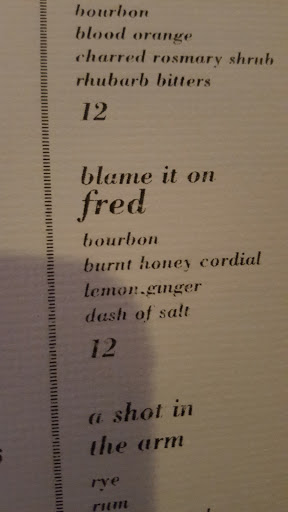 bourbon
blood orange
charred rosmary shrub
rhubarb bitters
12
blame it on
fred
bourbon
burnt honey cordial
lemon.ginger
dash of salt
12
a shot in
the arm
rye
rum